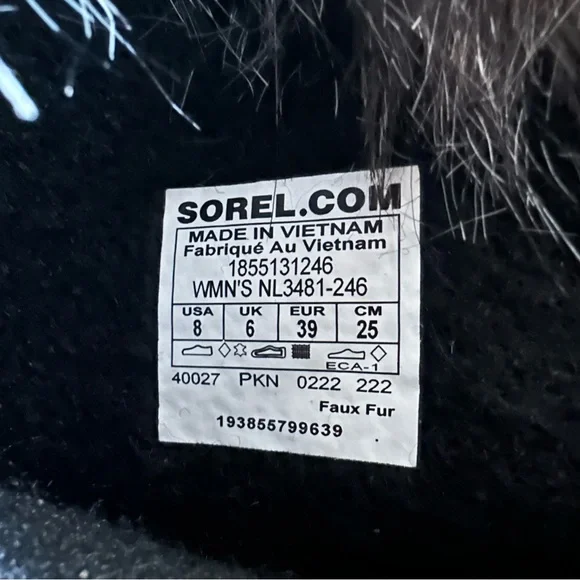 SOREL.COM
MADE IN VIETNAM
Fabriqué Au Vietnam
1855131246
WMN'S NL3481-246
USA UK EUR CM
8 6 39 25
ECA-1
40027 PKN 0222 222
Faux Fur
193855799639